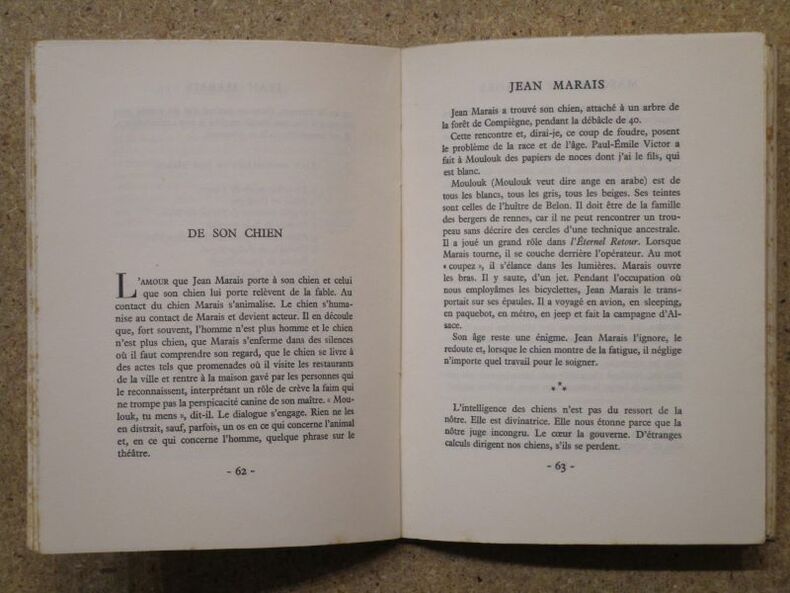 DE SON CHIEN
L'AMOUR que Jean Marais porte à son chien et celui
que son chien lui porte relèvent de la fable. Au
contact du chien Marais s'animalise. Le chien s'huma-
nise au contact de Marais et devient acteur. Il en découle
que, fort souvent, l'homme n'est plus homme et le chien
n'est plus chien, que Marais s'enferme dans des silences
où il faut comprendre son regard, que le chien se livre à
des actes tels que promenades où il visite les restaurants
de la ville et rentre à la maison gavé par les personnes qui
le reconnaissent, interprétant un rôle de crève la faim qui
ne trompe pas la perspicacité canine de son maître. « Mou-
louk, tu mens », dit-il. Le dialogue s'engage. Rien ne les
en distrait, sauf, parfois, un os en ce qui concerne l'animal
et, en ce qui concerne l'homme, quelque phrase sur le
théâtre.
- 62 -
JEAN MARAIS
Jean Marais a trouvé son chien, attaché à un arbre de
la forêt de Compiègne, pendant la débâcle de 40.
Cette rencontre et, dirai-je, ce coup de foudre, posent
le problème de la race et de l'âge. Paul-Émile Victor a
fait à Moulouk des papiers de noces dont j'ai le fils, qui
est blanc.
Moulouk (Moulouk veut dire ange en arabe) est de
tous les blancs, tous les gris, tous les beiges. Ses teintes
sont celles de l'huître de Belon. Il doit être de la famille
des bergers de rennes, car il ne peut rencontrer un trou-
peau sans décrire des cercles d'une technique ancestrale.
Il a joué un grand rôle dans l'Éternel Retour. Lorsque
Marais tourne, il se couche derrière l'opérateur. Au mot
« coupez », il s'élance dans les lumières. Marais ouvre
les bras. Il y saute, d'un jet. Pendant l'occupation où
nous employâmes les bicyclettes, Jean Marais le trans-
portait sur ses épaules. Il a voyagé en avion, en sleeping,
en paquebot, en métro, en jeep et fait la campagne d'Al-
sace.
Son âge reste une énigme. Jean Marais l'ignore, le
redoute et, lorsque le chien montre de la fatigue, il néglige
n'importe quel travail pour le soigner.
***
L'intelligence des chiens n'est pas du ressort de la
nôtre. Elle est divinatrice. Elle nous étonne parce que la
nôtre juge incongru. Le cœur la gouverne. D'étranges
calculs dirigent nos chiens, s'ils se perdent.
- 63 -